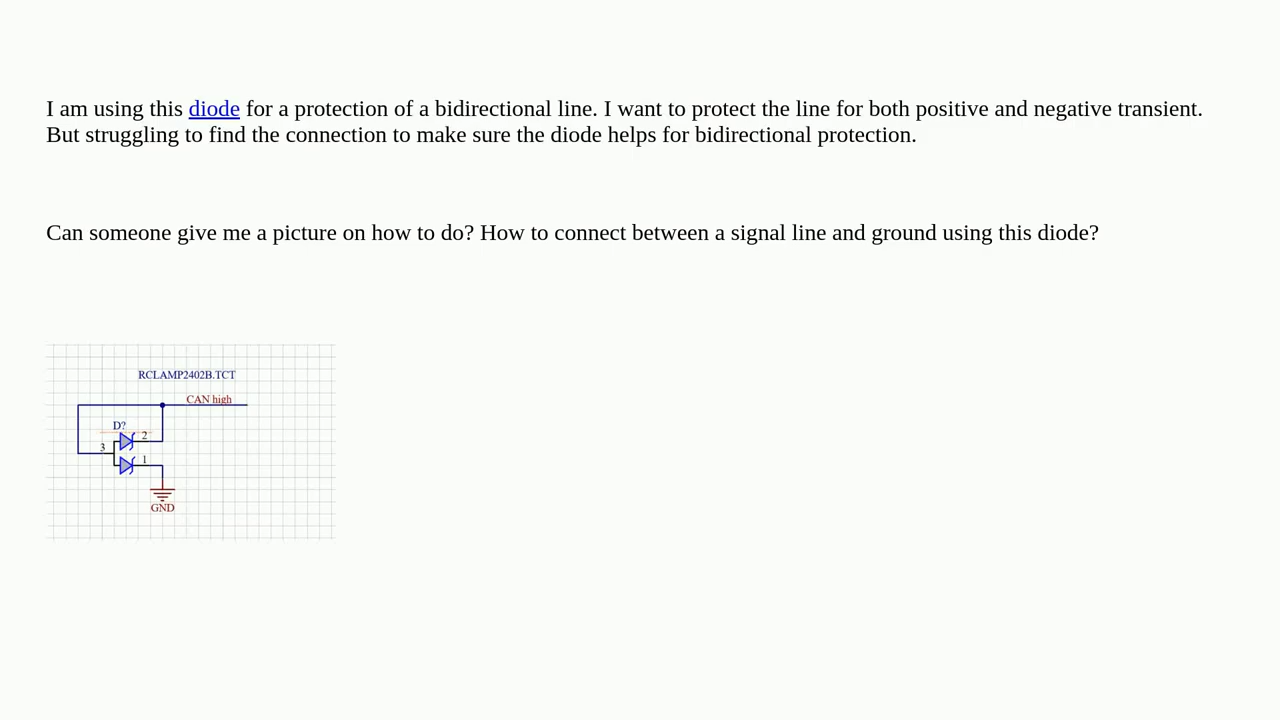 I am using this diode for a protection of a bidirectional line. I want to protect the line for both positive and negative transient.
But struggling to find the connection to make sure the diode helps for bidirectional protection.
Can someone give me a picture on how to do? How to connect between a signal line and ground using this diode?
RCLAMP2402B.TCT
CAN high
D?
2
3
1
GND